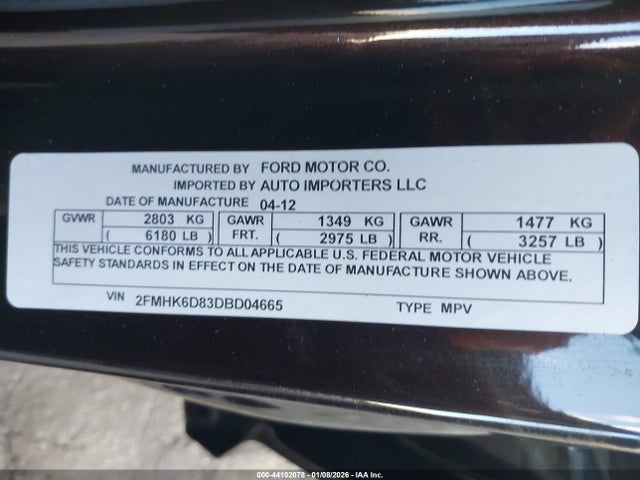 MANUFACTURED BY FORD MOTOR CO.
IMPORTED BY AUTO IMPORTERS LLC
DATE OF MANUFACTURE 04-12
GVWR 2803 KG GAWR 1349 KG GAWR 1477 KG
( 6180 LB ) FRT. ( 2975 LB ) RR. ( 3257 LB )
THIS VEHICLE CONFORMS TO ALL APPLICABLE U.S. FEDERAL MOTOR VEHICLE
SAFETY STANDARDS IN EFFECT ON THE DATE OF MANUFACTURE SHOWN ABOVE.
VIN 2FMHK6D83DBD04665 TYPE MPV
000-44102076 | 01/08/2026 | IAA Inc.